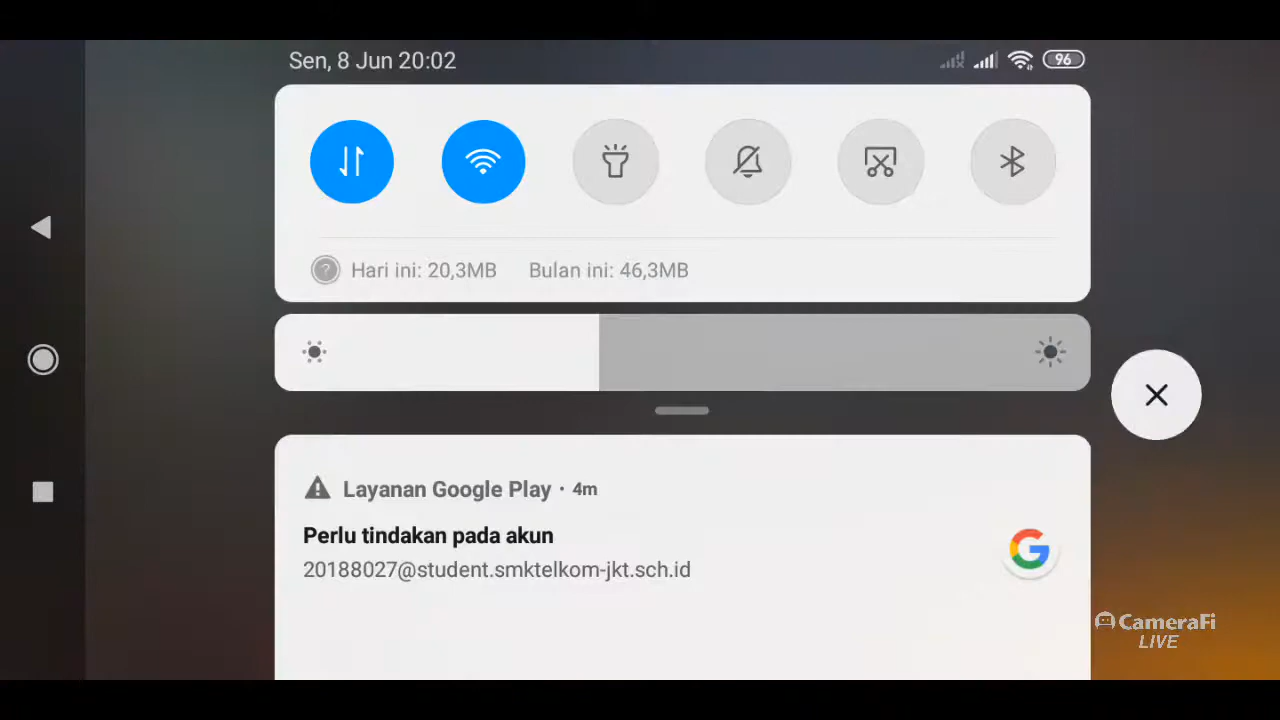 Sen, 8 Jun 20:02
96
Hari ini: 20,3MB Bulan ini: 46,3MB
Layanan Google Play · 4m
Perlu tindakan pada akun
20188027@student.smktelkom-jkt.sch.id
CameraFi
LIVE